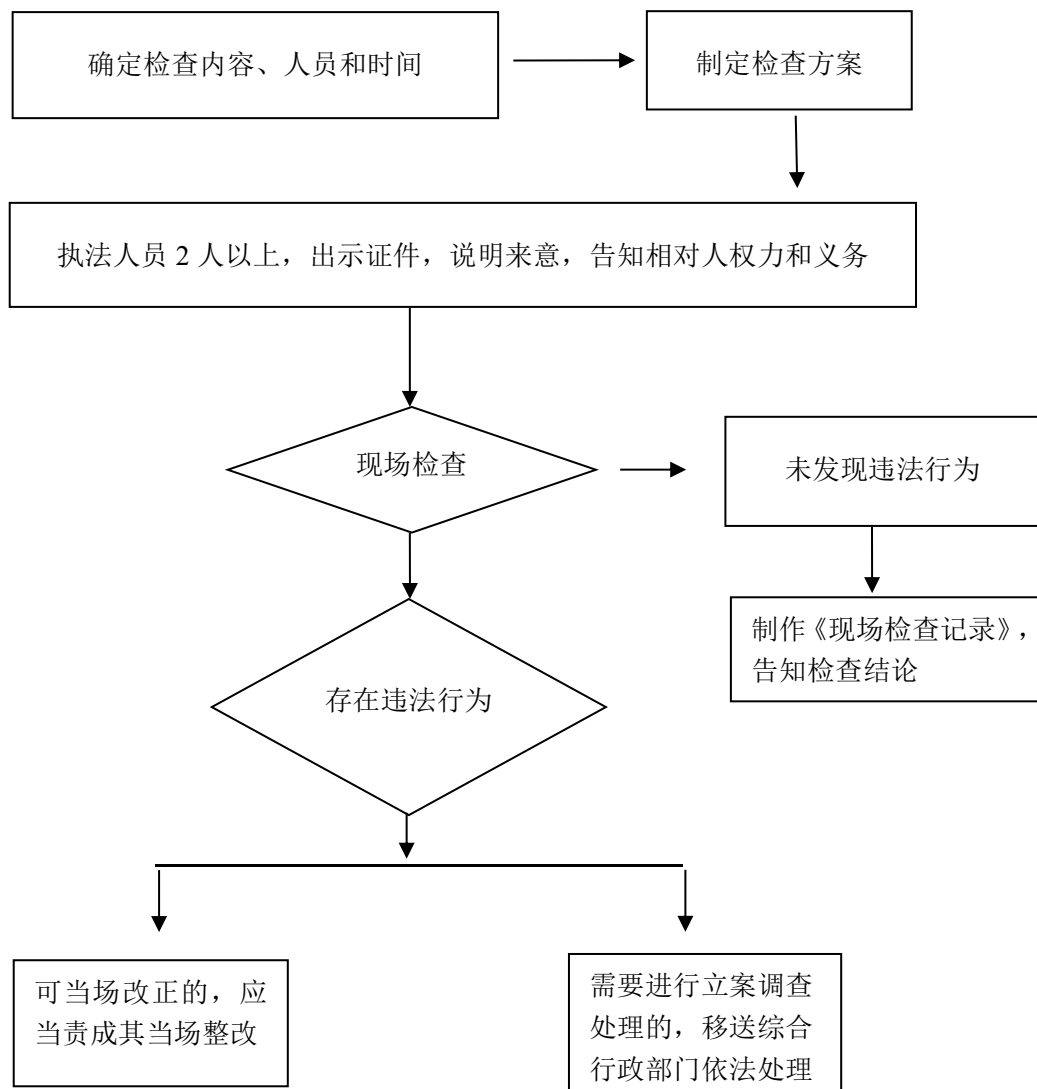 确定检查内容、人员和时间
制定检查方案
执法人员 2 人以上，出示证件，说明来意，告知相对人权力和义务
现场检查
未发现违法行为
制作《现场检查记录》，
告知检查结论
存在违法行为
可当场改正的，应
当责成其当场整改
需要进行立案调查
处理的，移送综合
行政部门依法处理